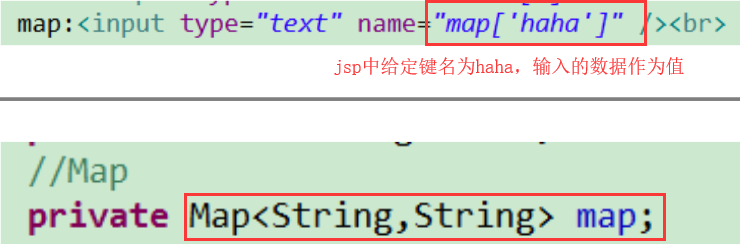 map:<input type="text" name="map['haha']" /><br>
jsp中给定键名为haha，输入的数据作为值
//Map
private Map<String,String> map;